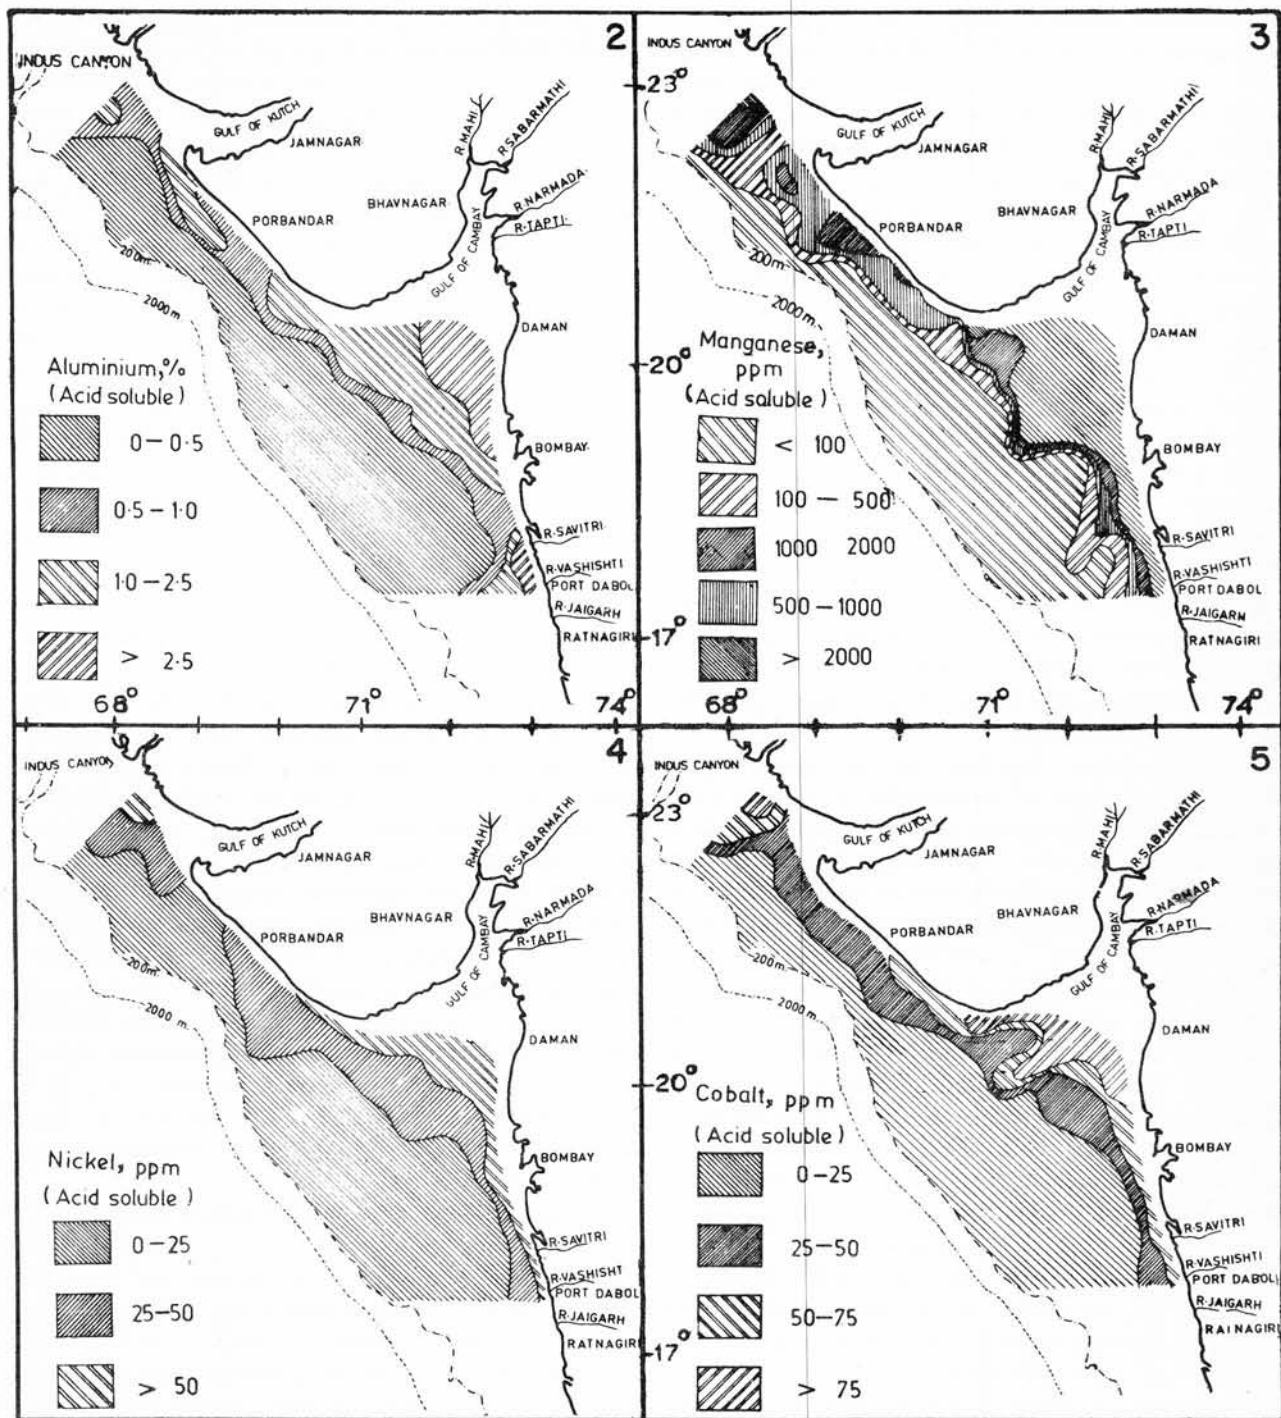 2
INDUS CANYON
GULF OF KUTCH
JAMNAGAR
R.MAHI
R.SABARMATHI
BHAVNAGAR
R.NARMADA
R.TAPTI
PORBANDAR
GULF OF CAMBAY
200m.
2000m.
DAMAN
Aluminium,%
(Acid soluble)
0-0.5
BOMBAY
0.5-1.0
R.SAVITRI
1.0-2.5
R.VASHISHTI
PORT DABOL
R.JAIGARH
> 2.5
RATNAGIRI
68° 71° 74°
3
INDUS CANYON
23°
GULF OF KUTCH
JAMNAGAR
R.MAHI
R.SABARMATHI
BHAVNAGAR
R.NARMADA
R.TAPTI
PORBANDAR
GULF OF CAMBAY
200m.
2000m.
DAMAN
20°
Manganese,
ppm
(Acid soluble)
< 100
BOMBAY
100 - 500
1000 2000
R.SAVITRI
R.VASHISHTI
PORT DABOL
500-1000
R.JAIGARH
17°
RATNAGIRI
> 2000
68° 71° 74°
4
INDUS CANYON
GULF OF KUTCH
JAMNAGAR
R.MAHI
R.SABARMATHI
BHAVNAGAR
R.NARMADA
PORBANDAR
R.TAPTI
GULF OF CAMBAY
200m.
2000 m.
DAMAN
Nickel, ppm
(Acid soluble)
BOMBAY
0-25
R.SAVITRI
R.VASHISHT
PORT DABOL
25-50
R.JAIGARH
RATNAGIRI
> 50
5
INDUS CANYON
23°
GULF OF KUTCH
JAMNAGAR
R.MAHI
R.SABARMATHI
BHAVNAGAR
R.NARMADA
PORBANDAR
R.TAPTI
GULF OF CAMBAY
200m.
2000m.
DAMAN
20°
Cobalt, ppm
(Acid soluble)
BOMBAY
0-25
R.SAVITRI
25-50
R.VASHISHTI
PORT DABOL
50-75
R.JAIGARH
RATNAGIRI
17°
> 75